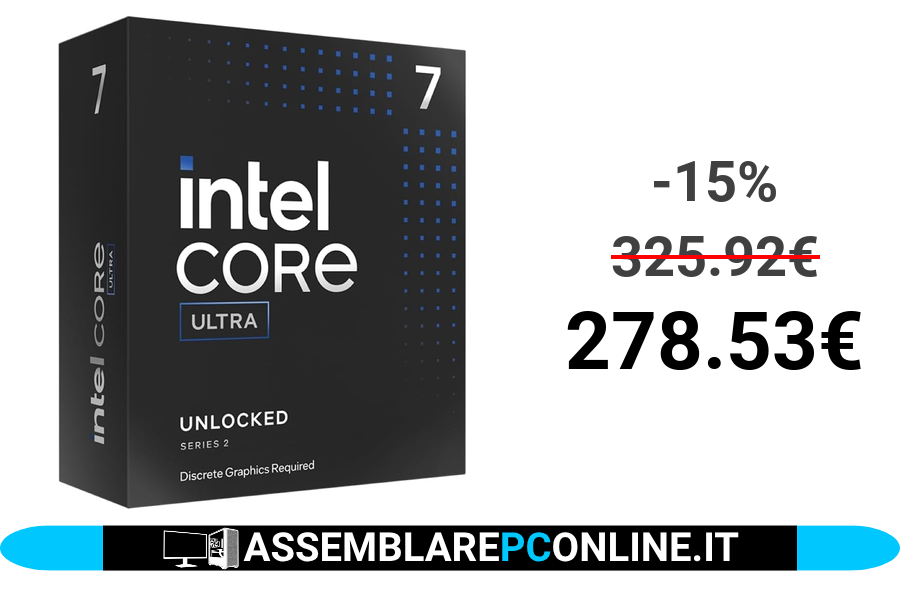 7
intel CORE ULTRA
7
intel
CORE
ULTRA
UNLOCKED
SERIES 2
Discrete Graphics Required
-15%
325.92€
278.53€
ASSEMBLAREPCONLINE.IT